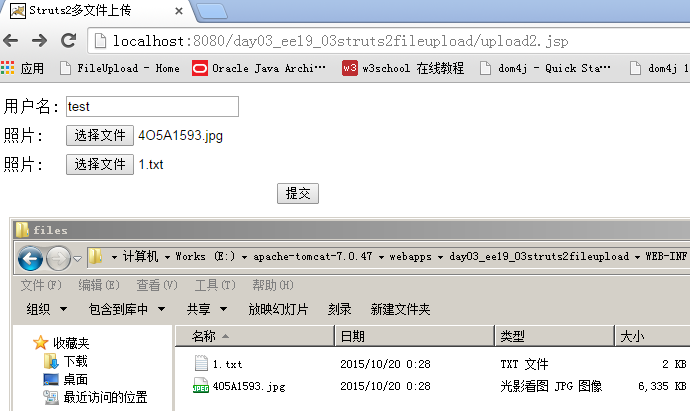 Struts2多文件上传
localhost:8080/day03_ee19_03struts2fileupload/upload2.jsp
应用 FileUpload - Home Oracle Java Archi… w3school 在线教程 dom4j - Quick Sta… dom4j 1
用户名: test
照片: 选择文件 4O5A1593.jpg
照片: 选择文件 1.txt
提交
files
计算机 Works (E:) apache-tomcat-7.0.47 webapps day03_ee19_03struts2fileupload WEB-INF
文件(F) 编辑(E) 查看(V) 工具(T) 帮助(H)
组织 包含到库中 共享 放映幻灯片 刻录 新建文件夹
收藏夹
下载
桌面
最近访问的位置
名称 日期 类型 大小
1.txt 2015/10/20 0:28 TXT 文件 2 KB
4O5A1593.jpg 2015/10/20 0:28 光影看图 JPG 图像 6,335 KB